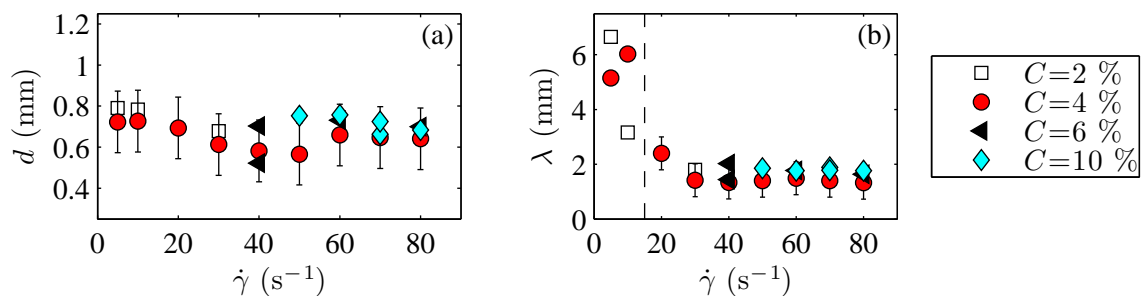 1.2
1
0.8
0.6
0.4
d (mm)
(a)
0 20 40 60 80
γ̇ (s⁻¹)
6
4
2
0
λ (mm)
(b)
0 20 40 60 80
γ̇ (s⁻¹)
C=2 %
C=4 %
C=6 %
C=10 %